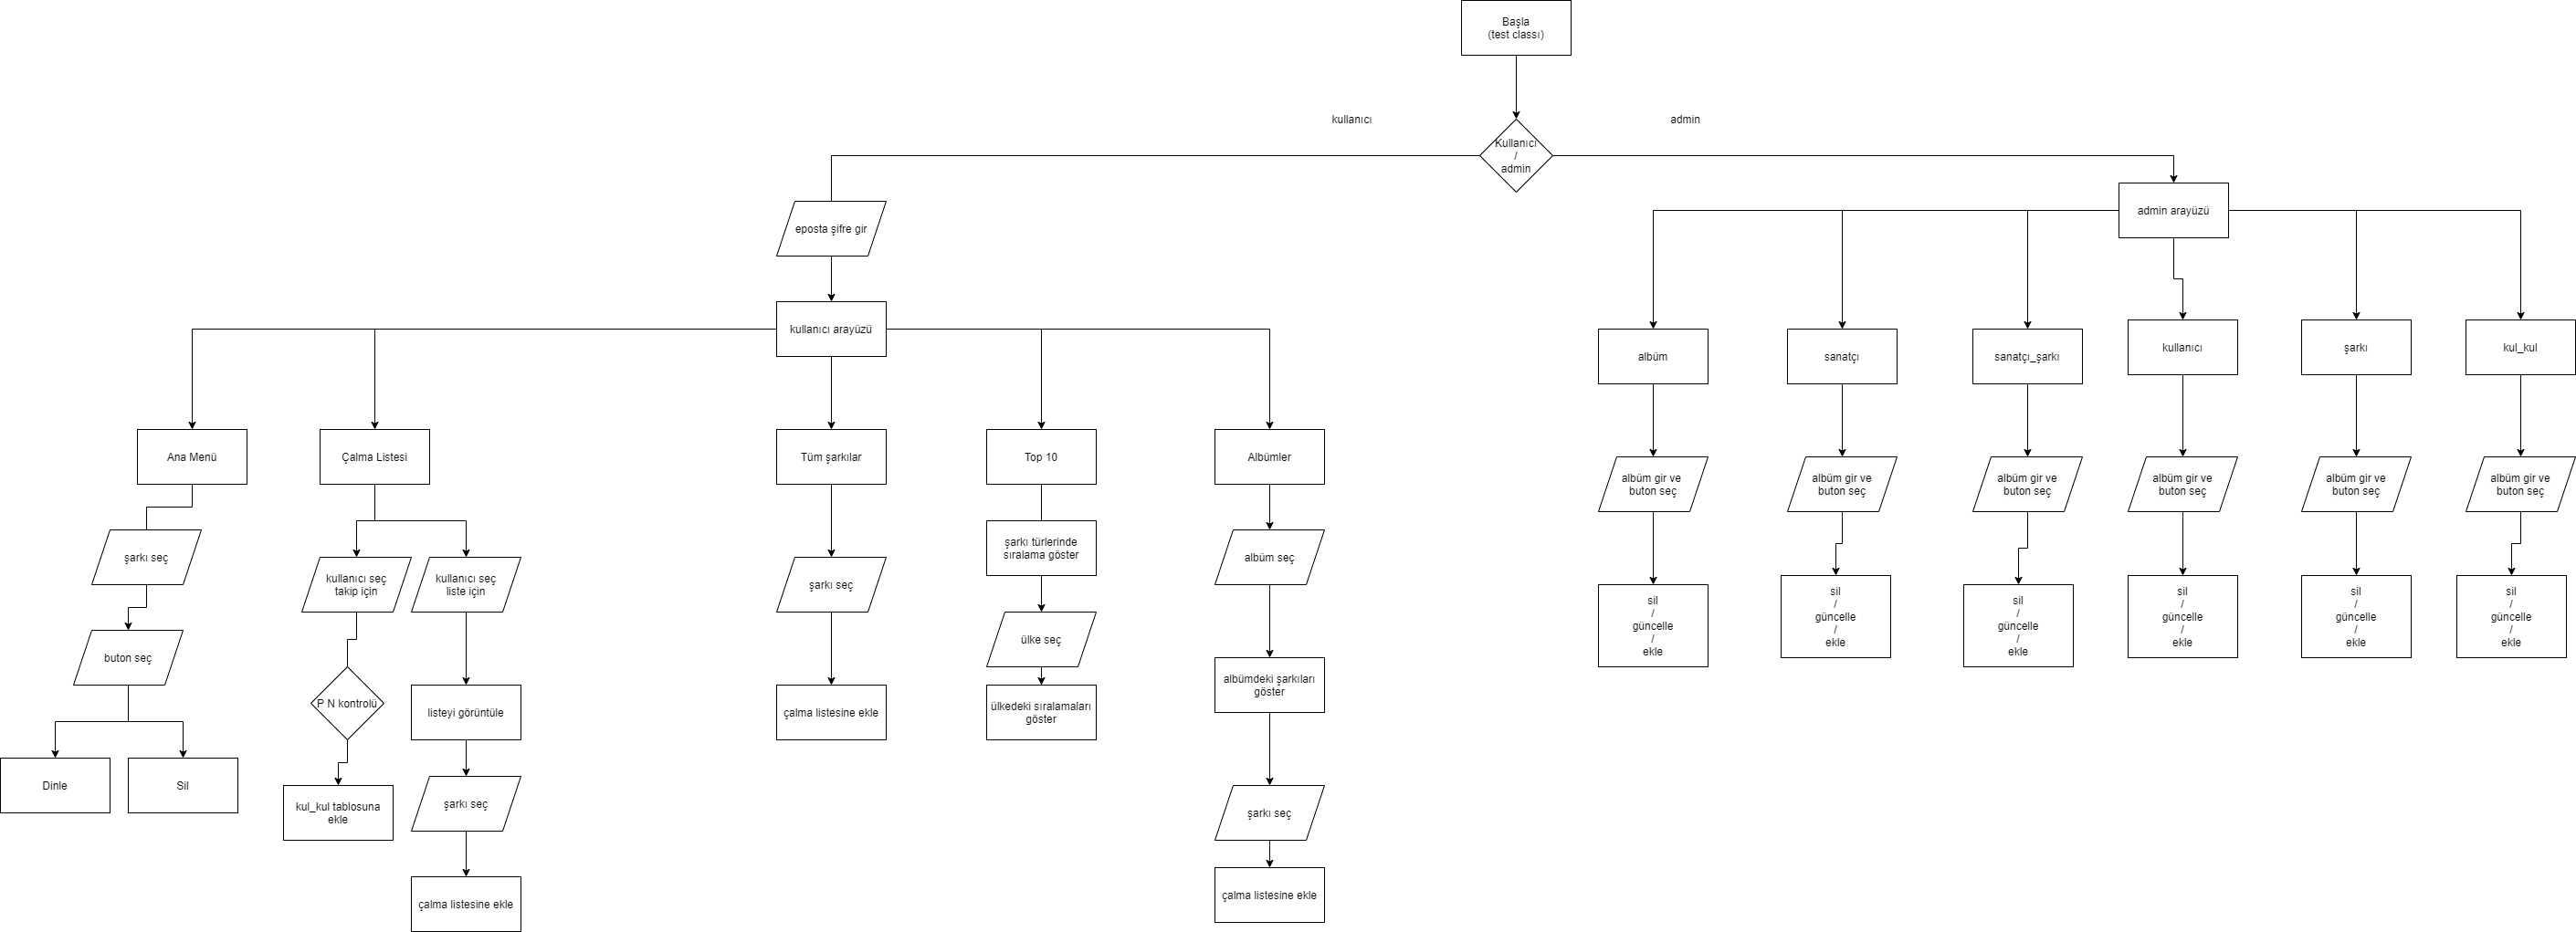 Başla
(test classı)
kullanıcı
admin
Kullanıcı
/
admin
eposta şifre gir
admin arayüzü
kullanıcı arayüzü
albüm
sanatçı
sanatçı_şarkı
kullanıcı
şarkı
kul_kul
Ana Menü
Çalma Listesi
Tüm şarkılar
Top 10
Albümler
albüm gir ve
buton seç
albüm gir ve
buton seç
albüm gir ve
buton seç
albüm gir ve
buton seç
albüm gir ve
buton seç
albüm gir ve
buton seç
şarkı seç
kullanıcı seç
takip için
kullanıcı seç
liste için
şarkı seç
şarkı türlerinde
sıralama göster
albüm seç
sil
/
güncelle
/
ekle
sil
/
güncelle
/
ekle
sil
/
güncelle
/
ekle
sil
/
güncelle
/
ekle
sil
/
güncelle
/
ekle
sil
/
güncelle
/
ekle
buton seç
P N kontrolü
listeyi görüntüle
çalma listesine ekle
ülke seç
ülkedeki sıralamaları
göster
albümdeki şarkıları
göster
Dinle
Sil
kul_kul tablosuna
ekle
şarkı seç
şarkı seç
çalma listesine ekle
çalma listesine ekle